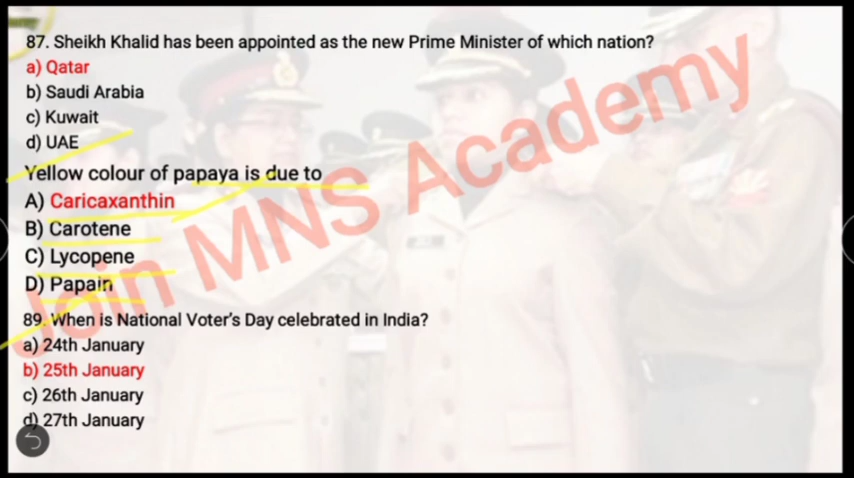 87. Sheikh Khalid has been appointed as the new Prime Minister of which nation?
a) Qatar
b) Saudi Arabia
c) Kuwait
d) UAE
Yellow colour of papaya is due to
A) Caricaxanthin
B) Carotene
C) Lycopene
D) Papain
89. When is National Voter's Day celebrated in India?
a) 24th January
b) 25th January
c) 26th January
d) 27th January
Join MNS Academy